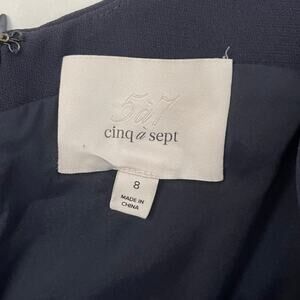 5à7
cinq à sept
8
MADE IN
CHINA